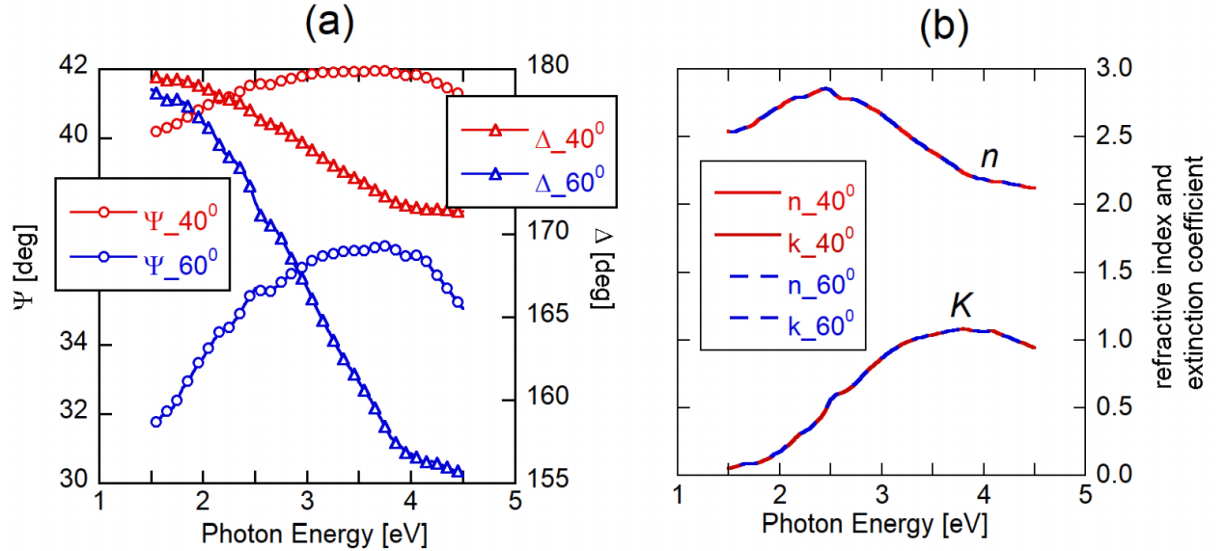 (a)
42
40
34
32
30
Ψ [deg]
180
170
165
160
155
Δ [deg]
Δ_40⁰
Δ_60⁰
Ψ_40⁰
Ψ_60⁰
1 2 3 4 5
Photon Energy [eV]
(b)
3.0
2.5
2.0
1.5
1.0
0.5
0.0
refractive index and
extinction coefficient
n
n_40⁰
k_40⁰
n_60⁰
k_60⁰
K
1 2 3 4 5
Photon Energy [eV]